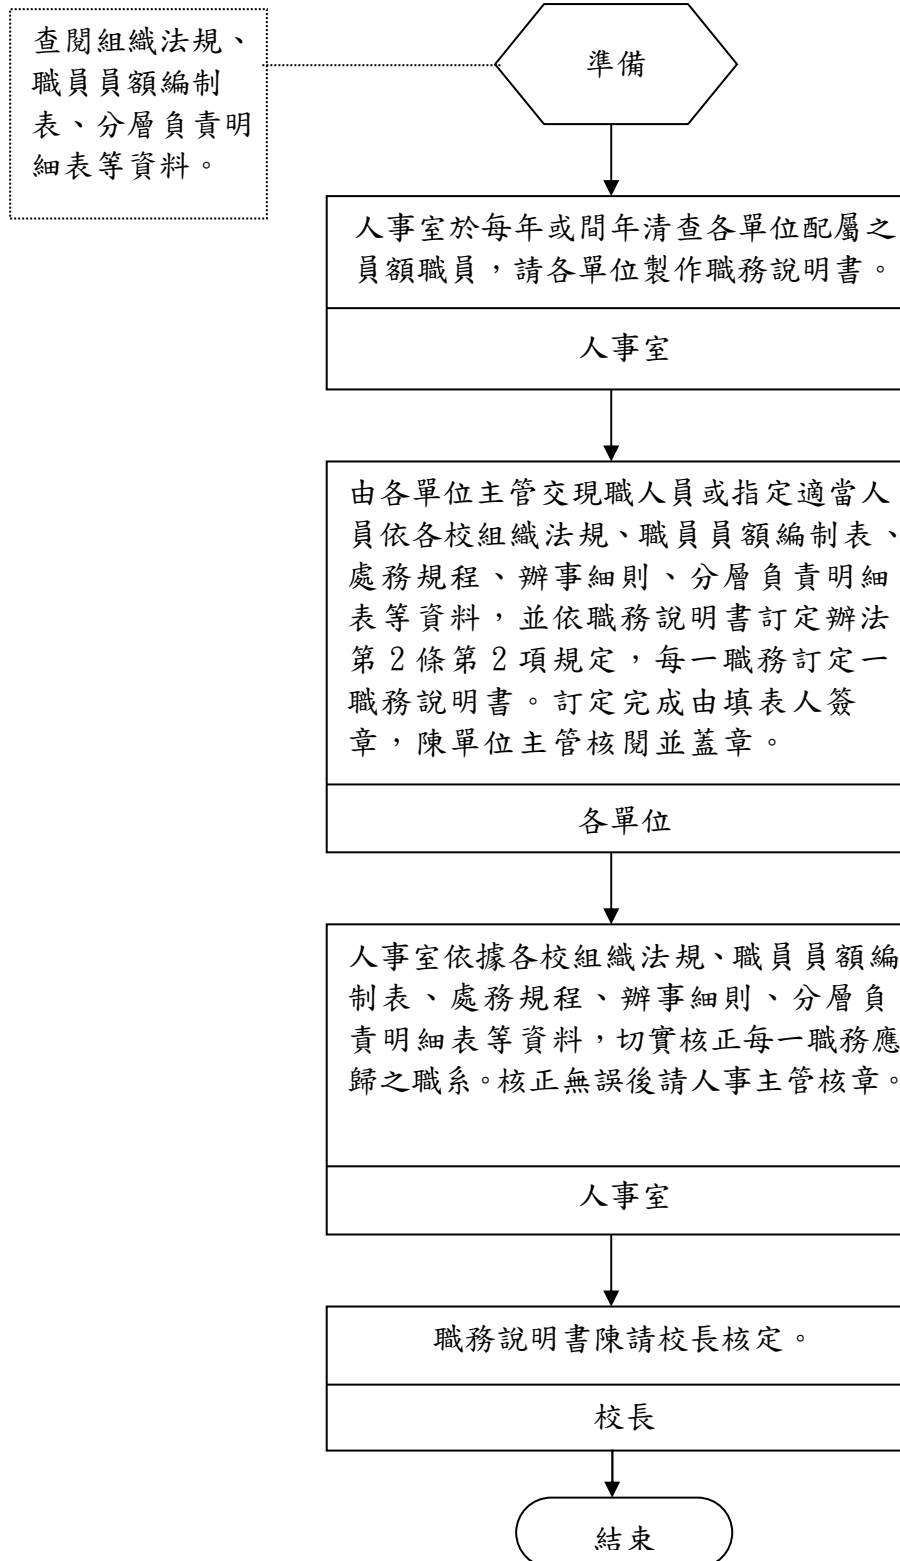 查閱組織法規、
職員員額編制
表、分層負責明
細表等資料。
準備
人事室於每年或間年清查各單位配屬之
員額職員，請各單位製作職務說明書。
人事室
由各單位主管交現職人員或指定適當人
員依各校組織法規、職員員額編制表、
處務規程、辦事細則、分層負責明細
表等資料，並依職務說明書訂定辦法
第 2 條第 2 項規定，每一職務訂定一
職務說明書。訂定完成由填表人簽
章，陳單位主管核閱並蓋章。
各單位
人事室依據各校組織法規、職員員額編
制表、處務規程、辦事細則、分層負
責明細表等資料，切實核正每一職務應
歸之職系。核正無誤後請人事主管核章。
人事室
職務說明書陳請校長核定。
校長
結束